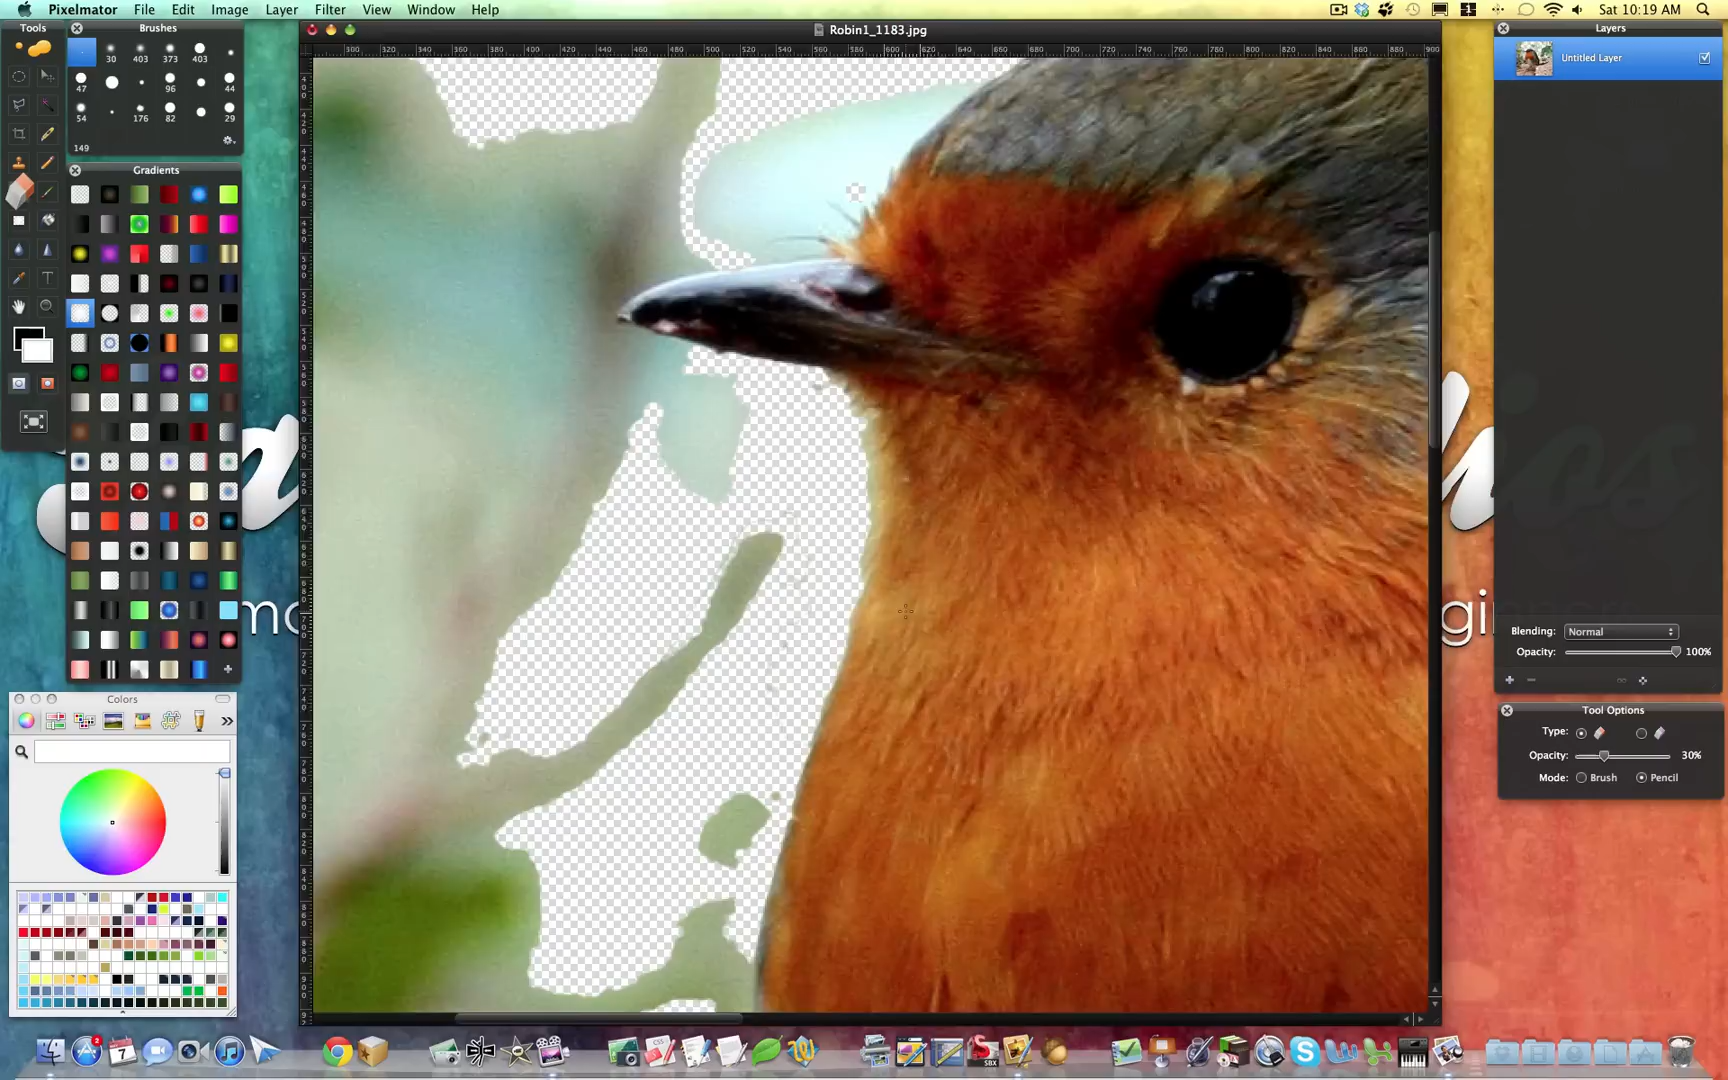 Pixelmator File Edit Image Layer Filter View Window Help
Sat 10:19 AM
Tools
Brushes
30 403 373 403
47 96 44
54 176 82 29
149
Gradients
Colors
Robin1_1183.jpg
Layers
Untitled Layer
Blending: Normal
Opacity: 100%
Tool Options
Type:
Opacity: 30%
Mode: Brush Pencil